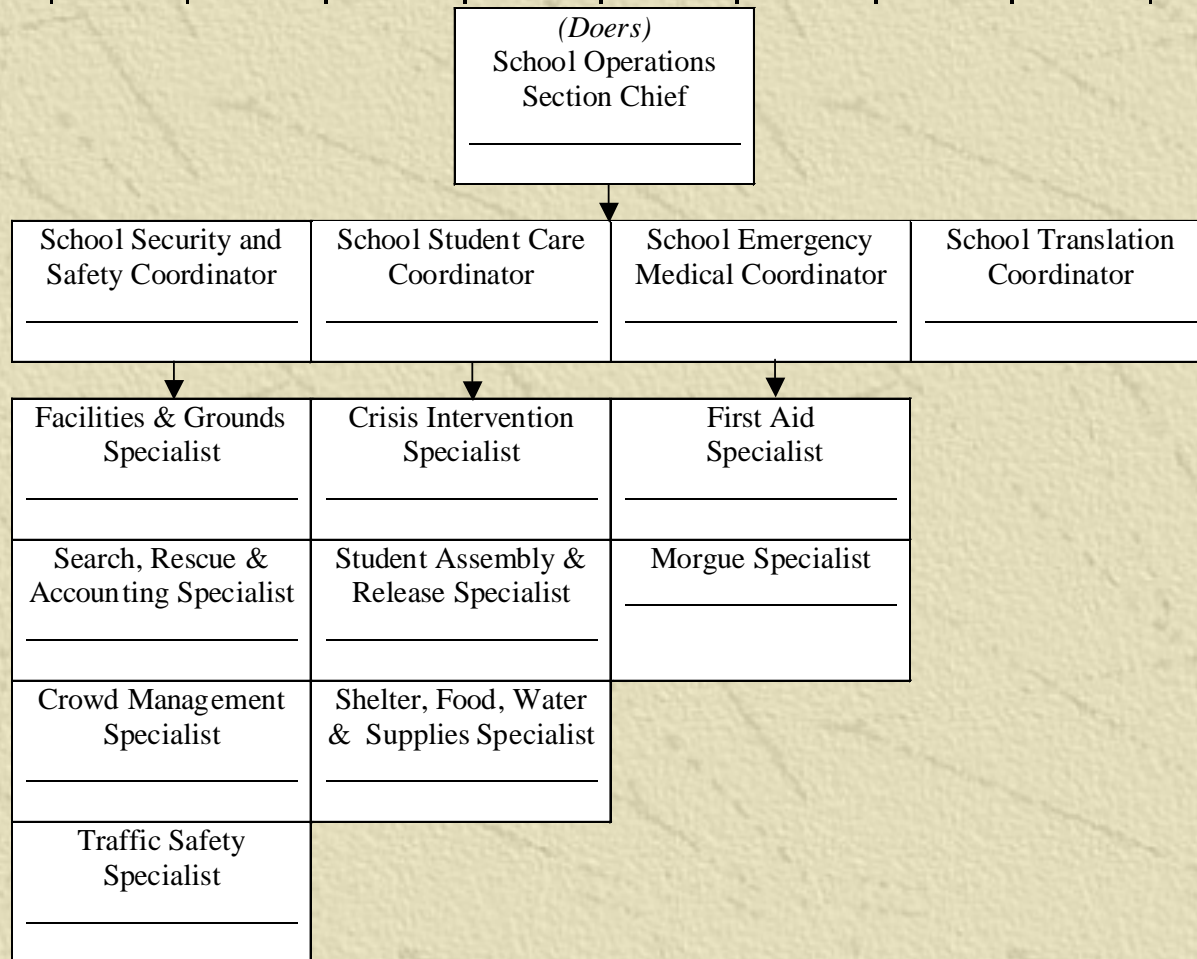 (Doers)
School Operations
Section Chief
School Security and
Safety Coordinator
School Student Care
Coordinator
School Emergency
Medical Coordinator
School Translation
Coordinator
Facilities & Grounds
Specialist
Crisis Intervention
Specialist
First Aid
Specialist
Search, Rescue &
Accounting Specialist
Student Assembly &
Release Specialist
Morgue Specialist
Crowd Management
Specialist
Shelter, Food, Water
& Supplies Specialist
Traffic Safety
Specialist